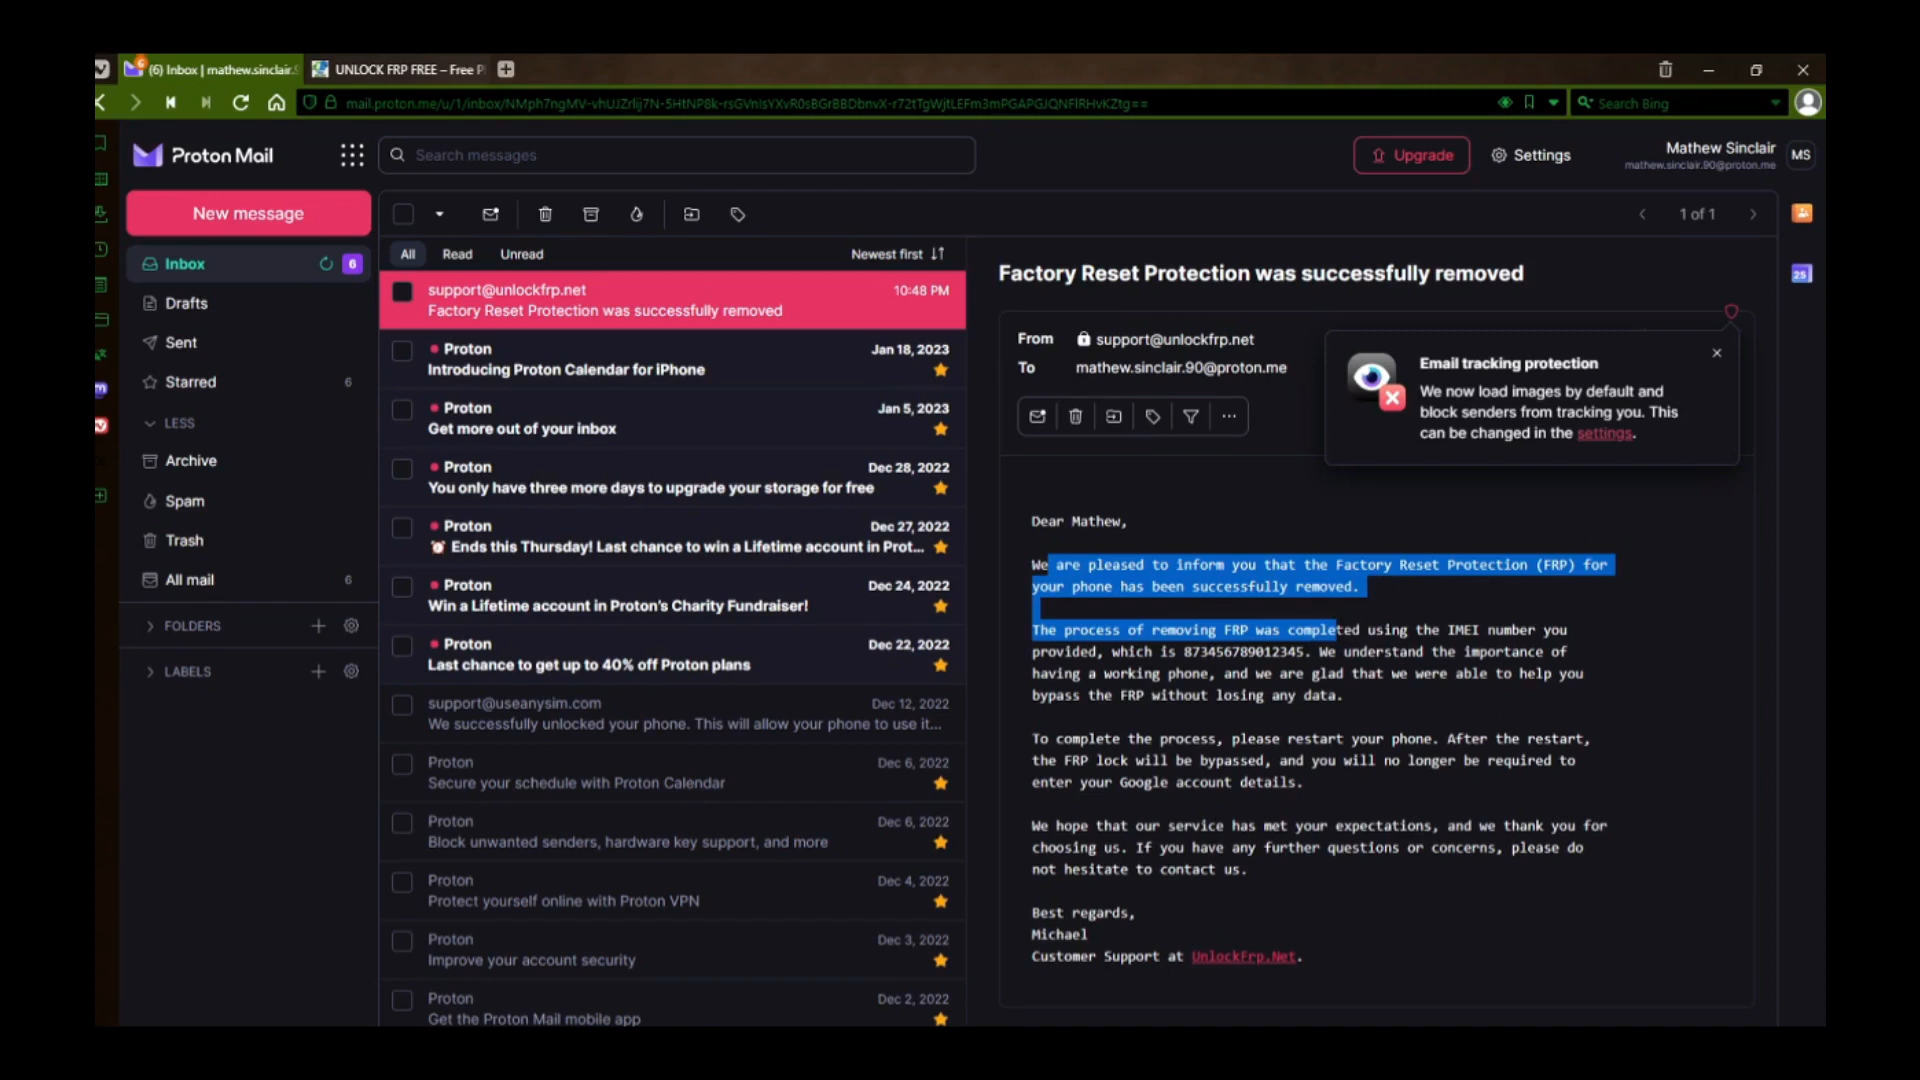 (6) Inbox | mathew.sinclair.9
UNLOCK FRP FREE – Free P
Search Bing
Proton Mail
Search messages
Upgrade
Settings
Mathew Sinclair
mathew.sinclair.90@proton.me
MS
New message
1 of 1
Inbox
6
Drafts
Sent
Starred
6
LESS
Archive
Spam
Trash
All mail
6
FOLDERS
LABELS
All
Read
Unread
Newest first
support@unlockfrp.net
10:48 PM
Factory Reset Protection was successfully removed
Proton
Jan 18, 2023
Introducing Proton Calendar for iPhone
Proton
Jan 5, 2023
Get more out of your inbox
Proton
Dec 28, 2022
You only have three more days to upgrade your storage for free
Proton
Dec 27, 2022
Ends this Thursday! Last chance to win a Lifetime account in Prot...
Proton
Dec 24, 2022
Win a Lifetime account in Proton's Charity Fundraiser!
Proton
Dec 22, 2022
Last chance to get up to 40% off Proton plans
support@useanysim.com
Dec 12, 2022
We successfully unlocked your phone. This will allow your phone to use it...
Proton
Dec 6, 2022
Secure your schedule with Proton Calendar
Proton
Dec 6, 2022
Block unwanted senders, hardware key support, and more
Proton
Dec 4, 2022
Protect yourself online with Proton VPN
Proton
Dec 3, 2022
Improve your account security
Proton
Dec 2, 2022
Get the Proton Mail mobile app
Factory Reset Protection was successfully removed
From
support@unlockfrp.net
To
mathew.sinclair.90@proton.me
Email tracking protection
We now load images by default and
block senders from tracking you. This
can be changed in the settings.
Dear Mathew,
We are pleased to inform you that the Factory Reset Protection (FRP) for
your phone has been successfully removed.
The process of removing FRP was completed using the IMEI number you
provided, which is 873456789012345. We understand the importance of
having a working phone, and we are glad that we were able to help you
bypass the FRP without losing any data.
To complete the process, please restart your phone. After the restart,
the FRP lock will be bypassed, and you will no longer be required to
enter your Google account details.
We hope that our service has met your expectations, and we thank you for
choosing us. If you have any further questions or concerns, please do
not hesitate to contact us.
Best regards,
Michael
Customer Support at UnlockFrp.Net.
25